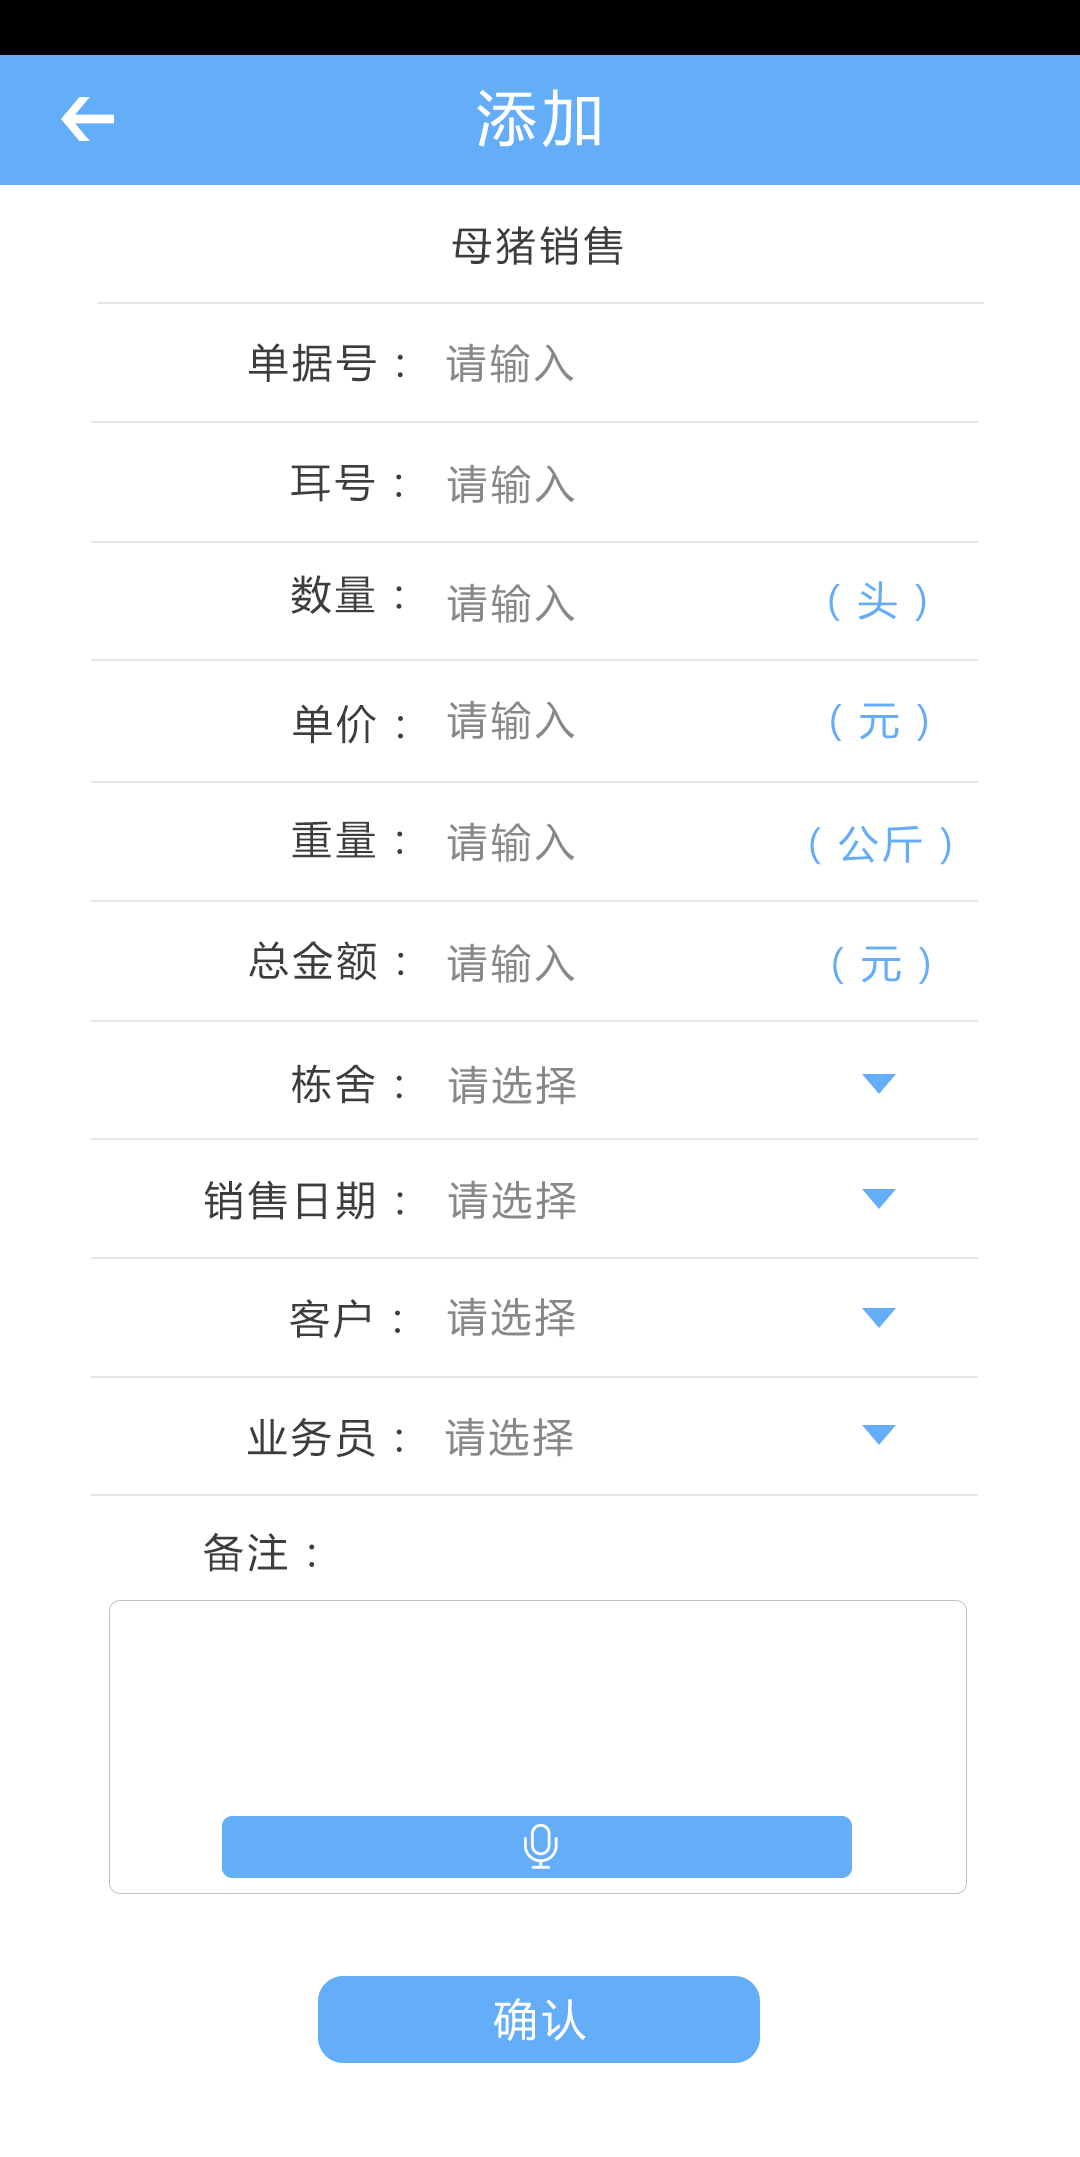 添加
母猪销售
单据号： 请输入
耳号： 请输入
数量： 请输入 （头）
单价： 请输入 （元）
重量： 请输入 （公斤）
总金额： 请输入 （元）
栋舍： 请选择
销售日期： 请选择
客户： 请选择
业务员： 请选择
备注：
确认